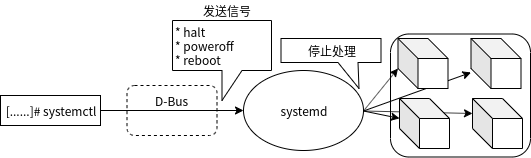 发送信号
* halt
* poweroff
* reboot
停止处理
[......]# systemctl
D-Bus
systemd